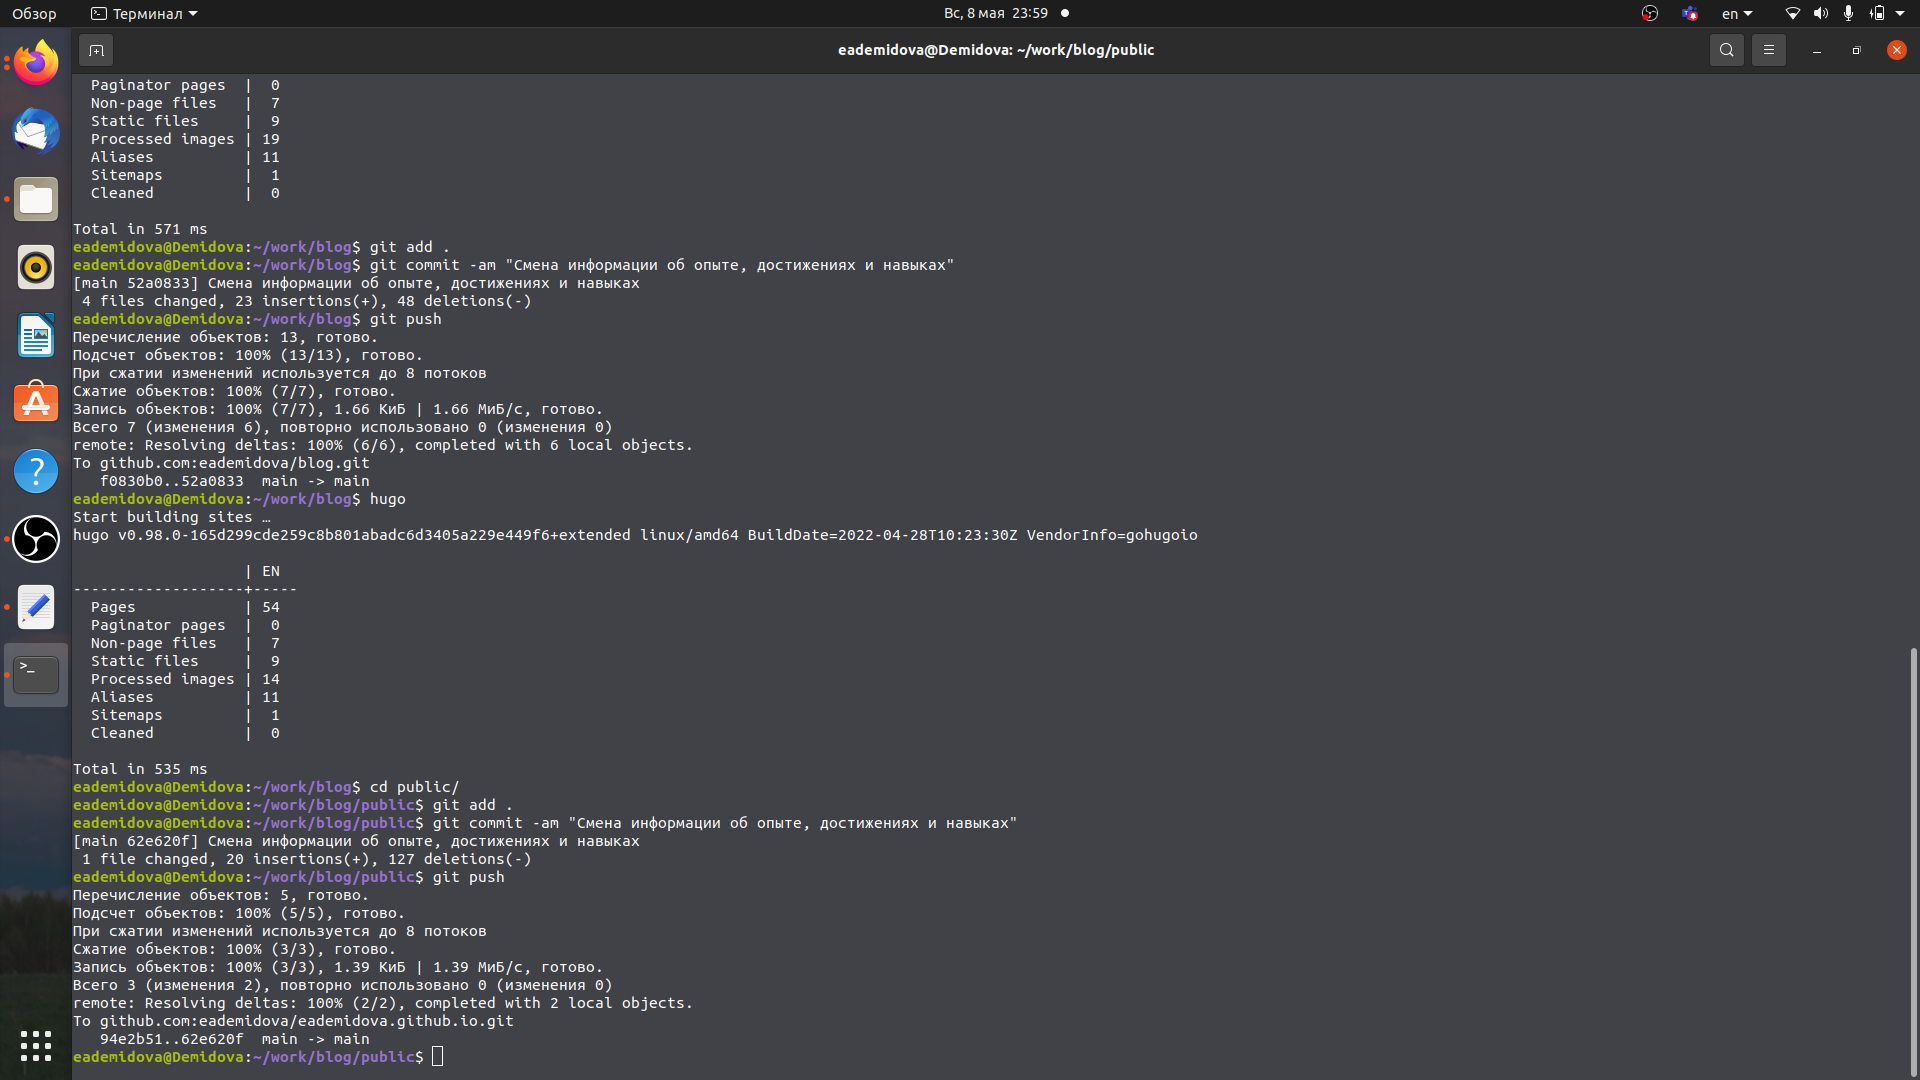 Обзор Терминал Вс, 8 мая 23:59 en
eademidova@Demidova: ~/work/blog/public
  Paginator pages  |  0
  Non-page files   |  7
  Static files     |  9
  Processed images | 19
  Aliases          | 11
  Sitemaps         |  1
  Cleaned          |  0
Total in 571 ms
eademidova@Demidova:~/work/blog$ git add .
eademidova@Demidova:~/work/blog$ git commit -am "Смена информации об опыте, достижениях и навыках"
[main 52a0833] Смена информации об опыте, достижениях и навыках
 4 files changed, 23 insertions(+), 48 deletions(-)
eademidova@Demidova:~/work/blog$ git push
Перечисление объектов: 13, готово.
Подсчет объектов: 100% (13/13), готово.
При сжатии изменений используется до 8 потоков
Сжатие объектов: 100% (7/7), готово.
Запись объектов: 100% (7/7), 1.66 КиБ | 1.66 МиБ/с, готово.
Всего 7 (изменения 6), повторно использовано 0 (изменения 0)
remote: Resolving deltas: 100% (6/6), completed with 6 local objects.
To github.com:eademidova/blog.git
   f0830b0..52a0833  main -> main
eademidova@Demidova:~/work/blog$ hugo
Start building sites …
hugo v0.98.0-165d299cde259c8b801abadc6d3405a229e449f6+extended linux/amd64 BuildDate=2022-04-28T10:23:30Z VendorInfo=gohugoio
                   | EN
-------------------+-----
  Pages            | 54
  Paginator pages  |  0
  Non-page files   |  7
  Static files     |  9
  Processed images | 14
  Aliases          | 11
  Sitemaps         |  1
  Cleaned          |  0
Total in 535 ms
eademidova@Demidova:~/work/blog$ cd public/
eademidova@Demidova:~/work/blog/public$ git add .
eademidova@Demidova:~/work/blog/public$ git commit -am "Смена информации об опыте, достижениях и навыках"
[main 62e620f] Смена информации об опыте, достижениях и навыках
 1 file changed, 20 insertions(+), 127 deletions(-)
eademidova@Demidova:~/work/blog/public$ git push
Перечисление объектов: 5, готово.
Подсчет объектов: 100% (5/5), готово.
При сжатии изменений используется до 8 потоков
Сжатие объектов: 100% (3/3), готово.
Запись объектов: 100% (3/3), 1.39 КиБ | 1.39 МиБ/с, готово.
Всего 3 (изменения 2), повторно использовано 0 (изменения 0)
remote: Resolving deltas: 100% (2/2), completed with 2 local objects.
To github.com:eademidova/eademidova.github.io.git
   94e2b51..62e620f  main -> main
eademidova@Demidova:~/work/blog/public$